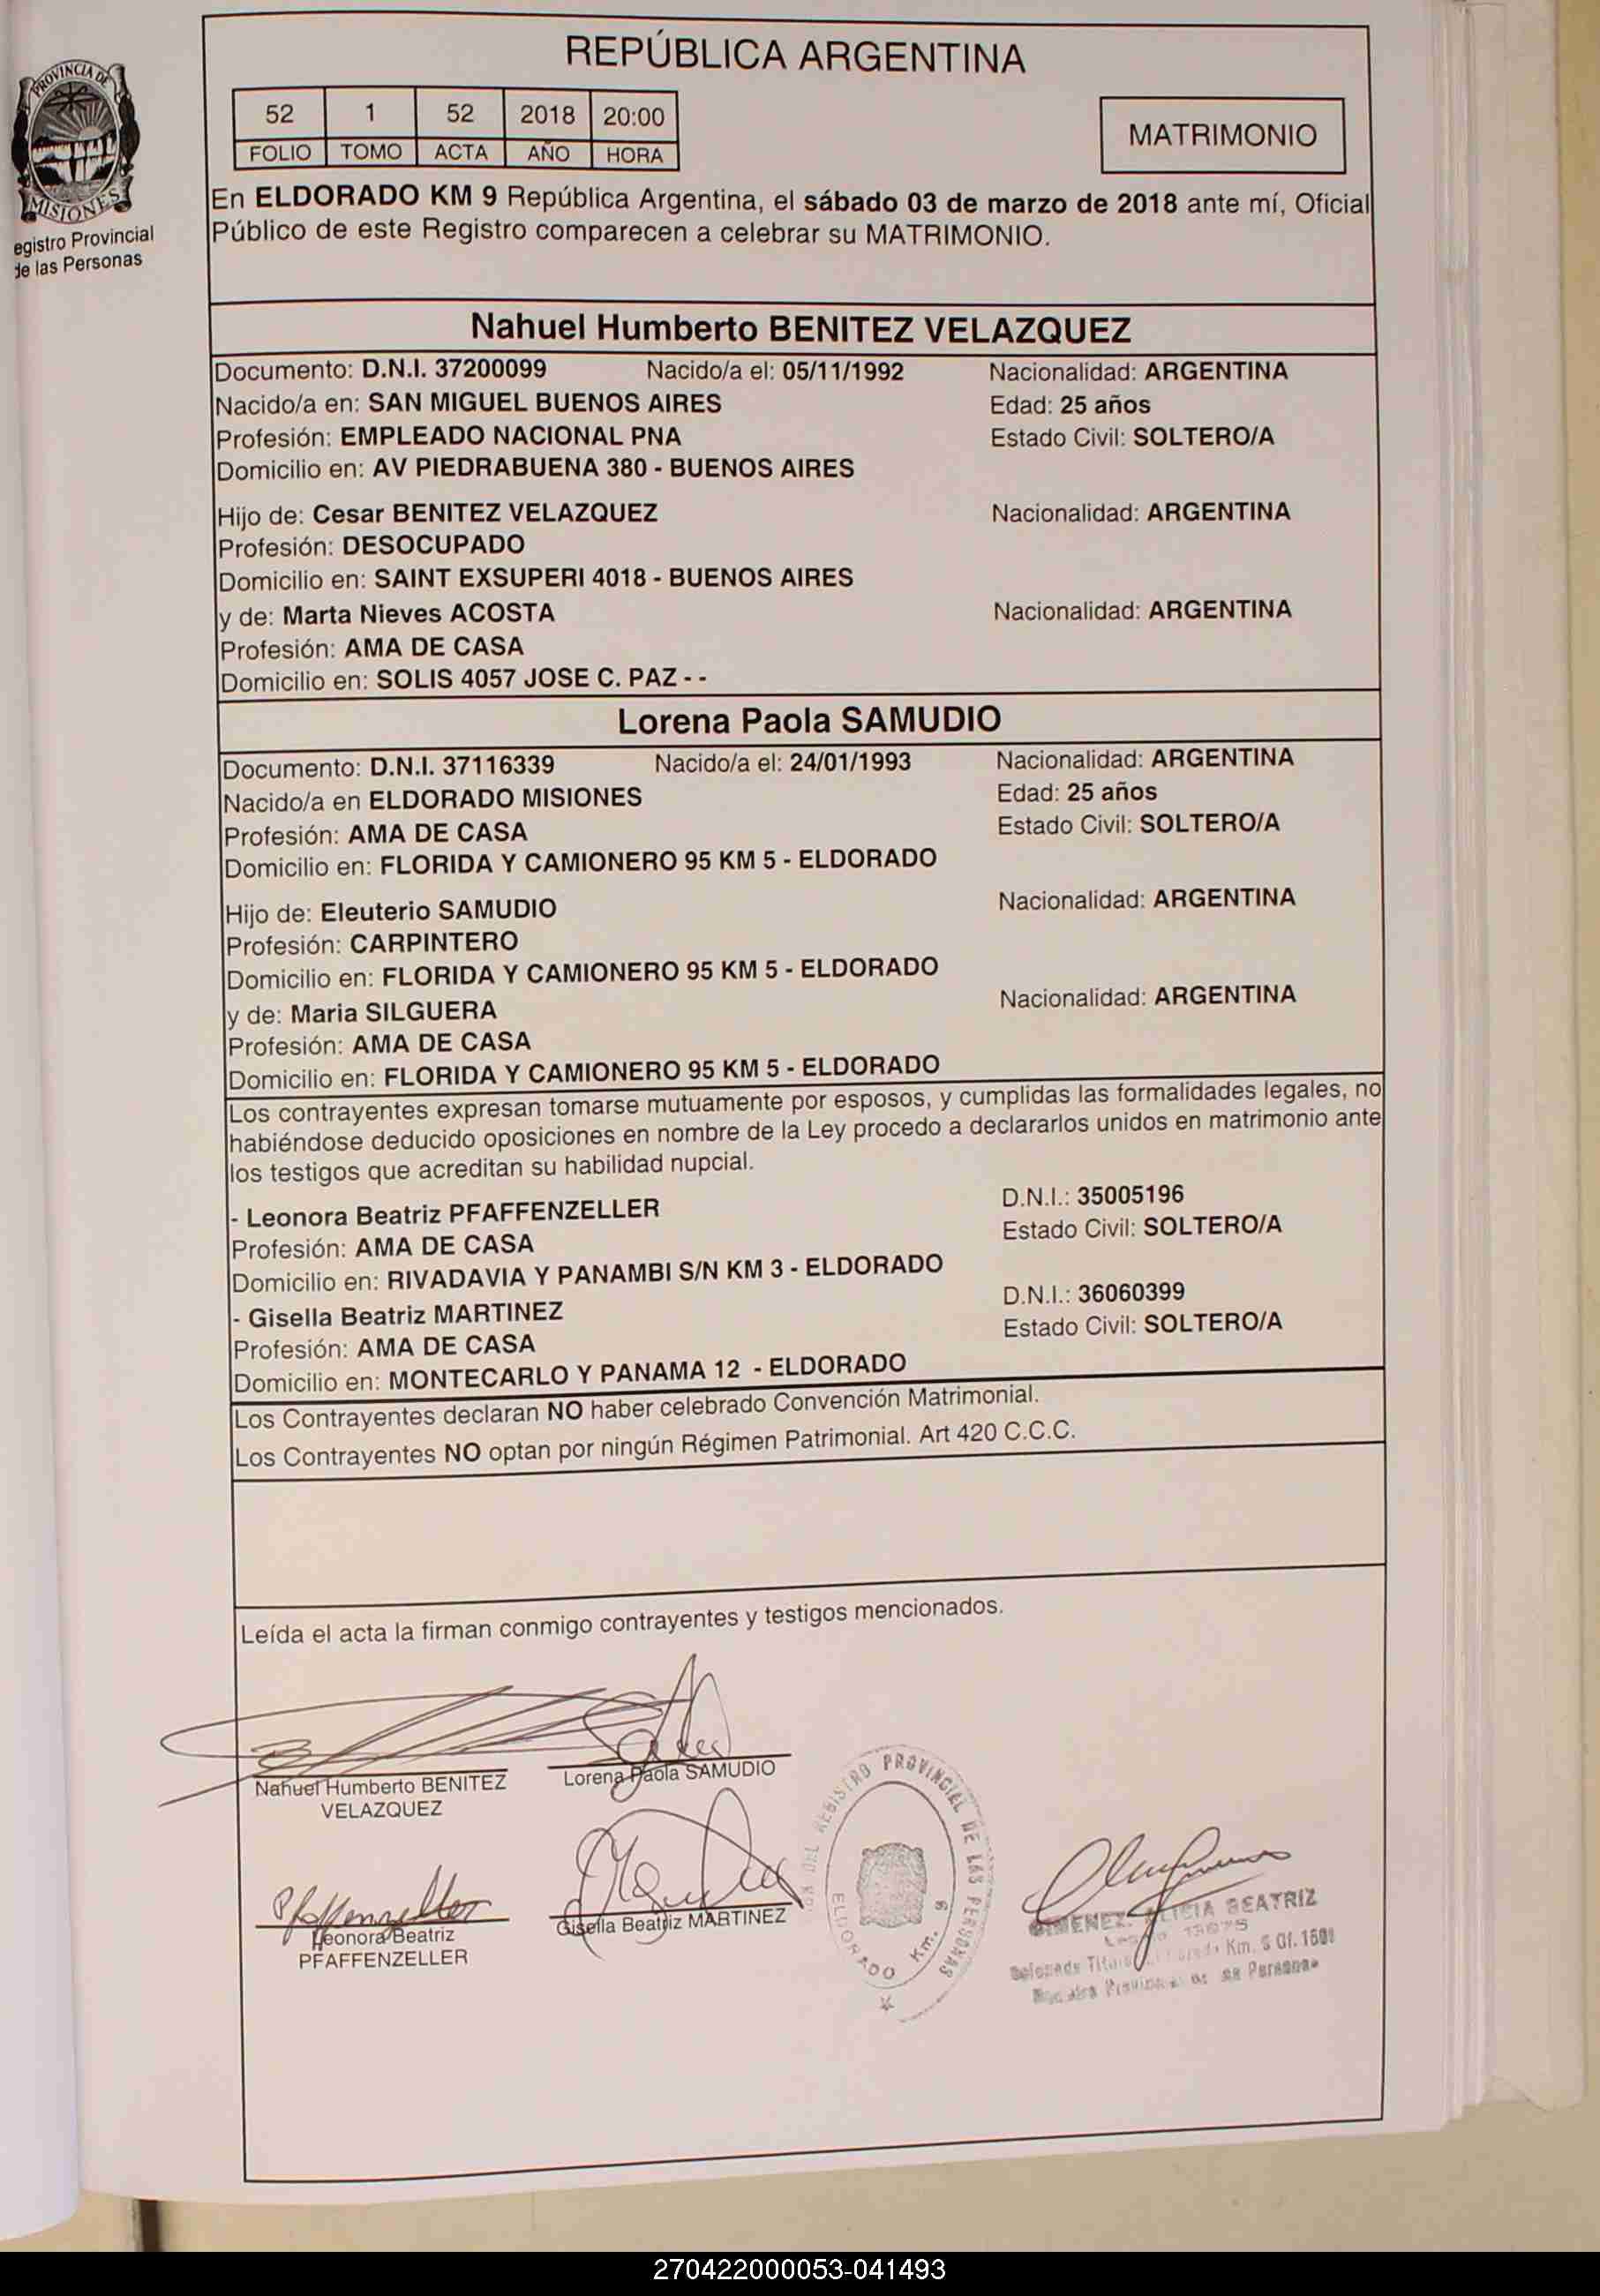 REPÚBLICA ARGENTINA
PROVINCIA DE
MISIONES
egistro Provincial
de las Personas
52 1 52 2018 20:00
FOLIO TOMO ACTA AÑO HORA
MATRIMONIO
En ELDORADO KM 9 República Argentina, el sábado 03 de marzo de 2018 ante mí, Oficial
Público de este Registro comparecen a celebrar su MATRIMONIO.
Nahuel Humberto BENITEZ VELAZQUEZ
Documento: D.N.I. 37200099 Nacido/a el: 05/11/1992 Nacionalidad: ARGENTINA
Nacido/a en: SAN MIGUEL BUENOS AIRES Edad: 25 años
Profesión: EMPLEADO NACIONAL PNA Estado Civil: SOLTERO/A
Domicilio en: AV PIEDRABUENA 380 - BUENOS AIRES
Hijo de: Cesar BENITEZ VELAZQUEZ Nacionalidad: ARGENTINA
Profesión: DESOCUPADO
Domicilio en: SAINT EXSUPERI 4018 - BUENOS AIRES
y de: Marta Nieves ACOSTA Nacionalidad: ARGENTINA
Profesión: AMA DE CASA
Domicilio en: SOLIS 4057 JOSE C. PAZ - -
Lorena Paola SAMUDIO
Documento: D.N.I. 37116339 Nacido/a el: 24/01/1993 Nacionalidad: ARGENTINA
Nacido/a en ELDORADO MISIONES Edad: 25 años
Profesión: AMA DE CASA Estado Civil: SOLTERO/A
Domicilio en: FLORIDA Y CAMIONERO 95 KM 5 - ELDORADO
Hijo de: Eleuterio SAMUDIO Nacionalidad: ARGENTINA
Profesión: CARPINTERO
Domicilio en: FLORIDA Y CAMIONERO 95 KM 5 - ELDORADO
y de: Maria SILGUERA Nacionalidad: ARGENTINA
Profesión: AMA DE CASA
Domicilio en: FLORIDA Y CAMIONERO 95 KM 5 - ELDORADO
Los contrayentes expresan tomarse mutuamente por esposos, y cumplidas las formalidades legales, no
habiéndose deducido oposiciones en nombre de la Ley procedo a declararlos unidos en matrimonio ante
los testigos que acreditan su habilidad nupcial.
- Leonora Beatriz PFAFFENZELLER D.N.I.: 35005196
Profesión: AMA DE CASA Estado Civil: SOLTERO/A
Domicilio en: RIVADAVIA Y PANAMBI S/N KM 3 - ELDORADO
- Gisella Beatriz MARTINEZ D.N.I.: 36060399
Profesión: AMA DE CASA Estado Civil: SOLTERO/A
Domicilio en: MONTECARLO Y PANAMA 12 - ELDORADO
Los Contrayentes declaran NO haber celebrado Convención Matrimonial.
Los Contrayentes NO optan por ningún Régimen Patrimonial. Art 420 C.C.C.
Leída el acta la firman conmigo contrayentes y testigos mencionados.
Nahuel Humberto BENITEZ
VELAZQUEZ
Lorena Paola SAMUDIO
Pfaffenzeller
Leonora Beatriz
PFAFFENZELLER
Gisella Beatriz MARTINEZ
DEL REGISTRO PROVINCIAL DE LAS PERSONAS
ELDORADO Km. 9
GIMENEZ, ALICIA BEATRIZ
Km. 9 Of. 1501
270422000053-041493